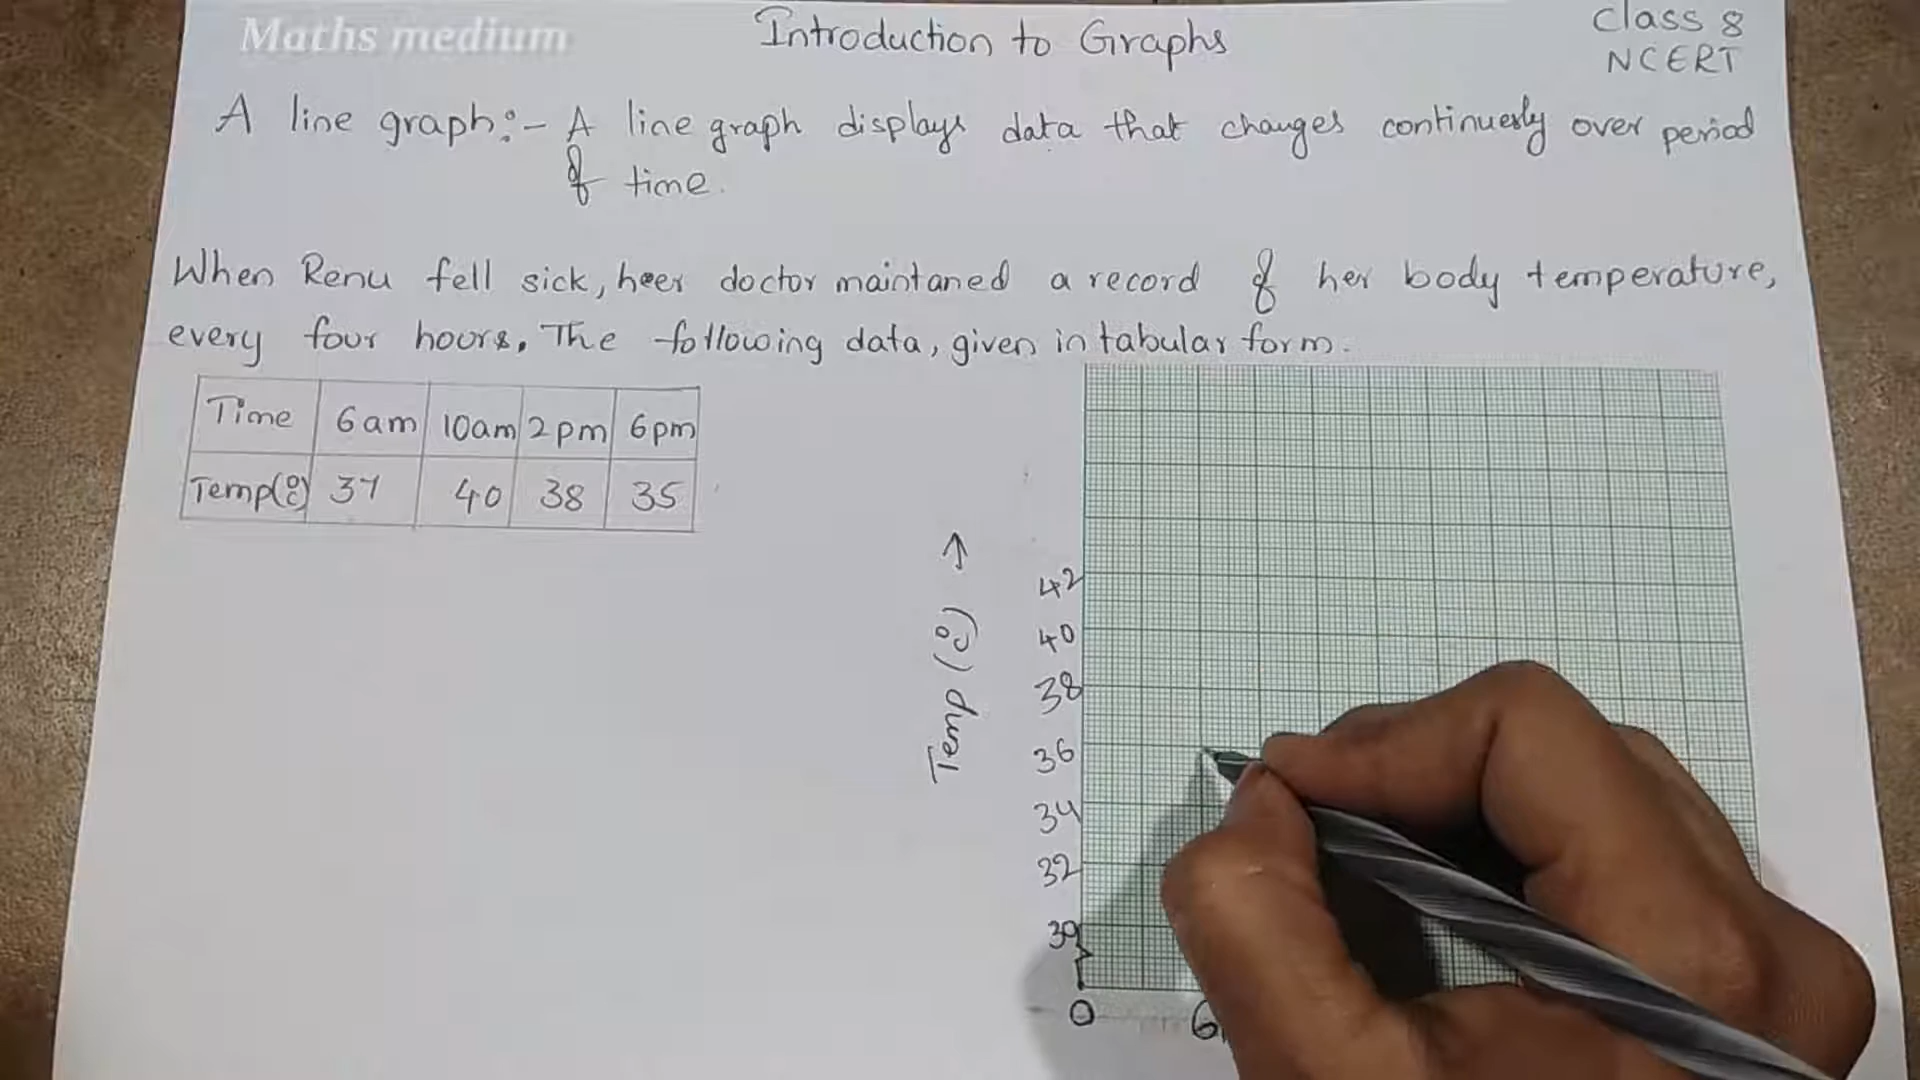 Maths medium
Introduction to Graphs
Class 8
NCERT
A line graph:- A line graph displays data that changes continuesly over period
of time.
When Renu fell sick, heer doctor maintaned a record of her body temperature,
every four hours. The following data, given in tabular form.
Time 6am 10am 2pm 6pm
Temp(°C) 37 40 38 35
Temp (°C) →
42
40
38
36
34
32
30
0 6